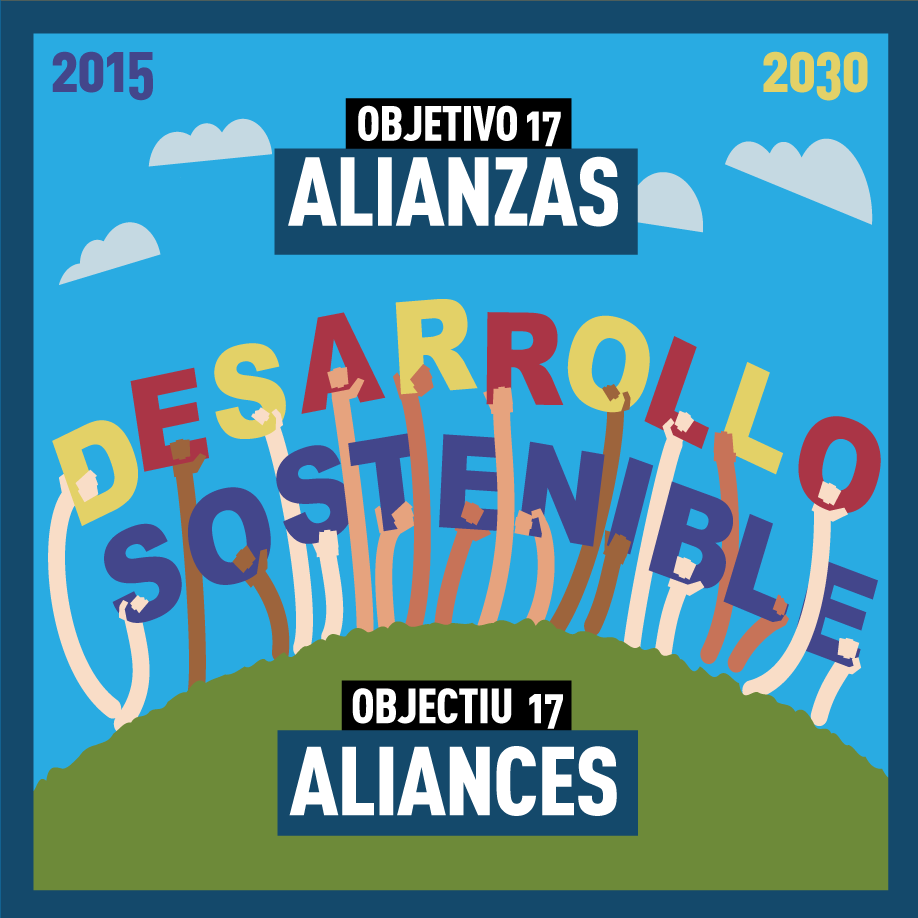 2015
2030
OBJETIVO 17
ALIANZAS
DESARROLLO
SOSTENIBLE
OBJECTIU 17
ALIANCES